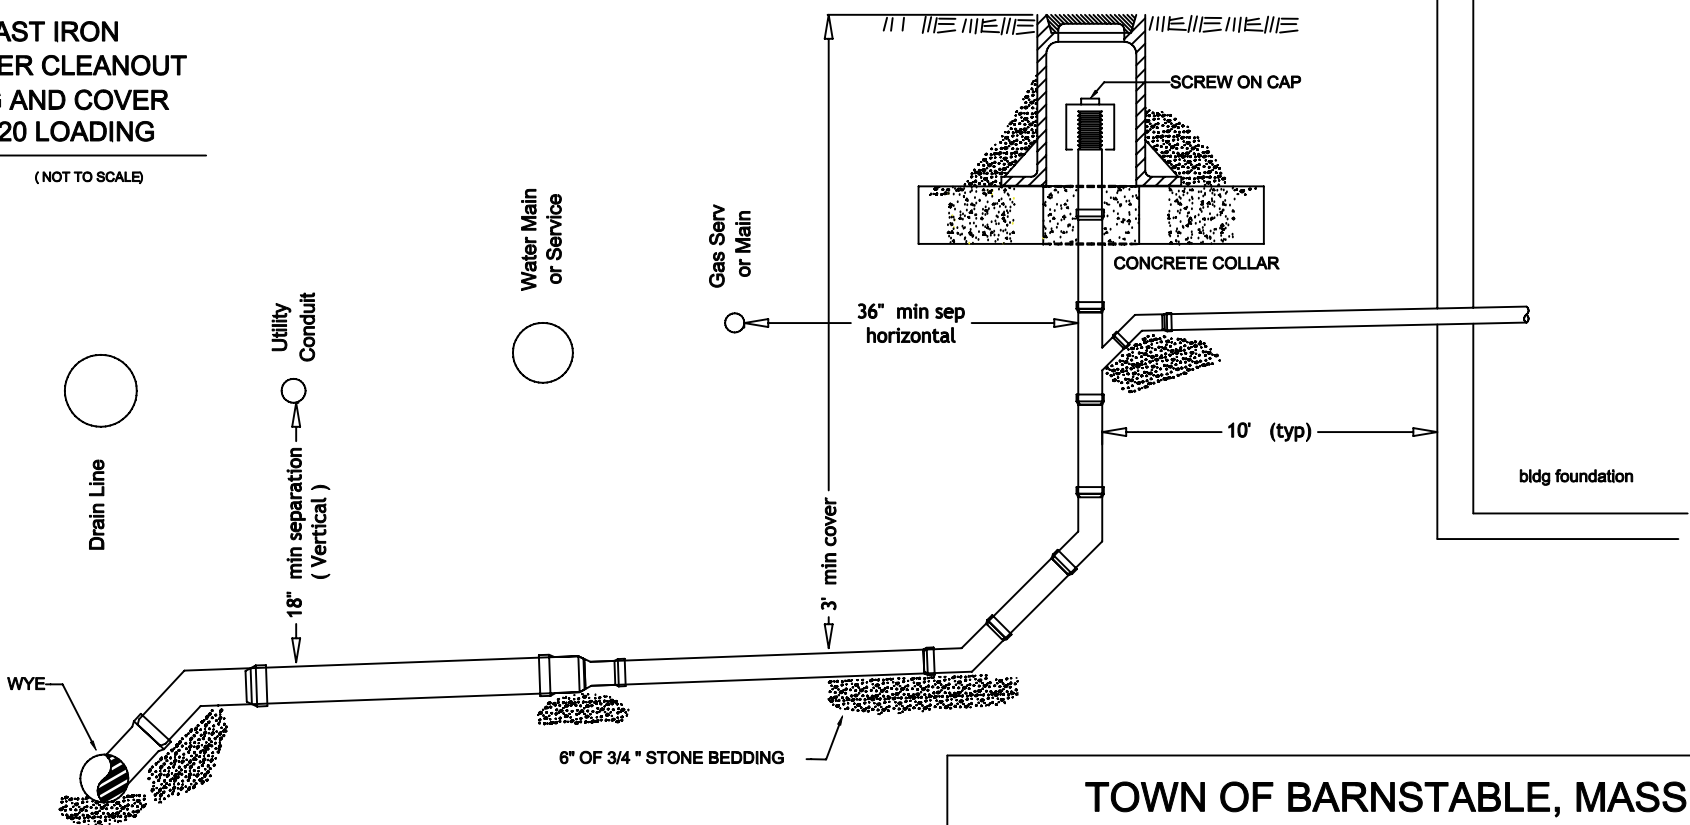 AST IRON
ER CLEANOUT
AND COVER
20 LOADING
( NOT TO SCALE)
SCREW ON CAP
CONCRETE COLLAR
Water Main
or Service
Gas Serv
or Main
Utility
Conduit
36" min sep
horizontal
10' (typ)
bldg foundation
Drain Line
18" min separation
( Vertical )
3' min cover
WYE
6" OF 3/4 " STONE BEDDING
TOWN OF BARNSTABLE, MASS